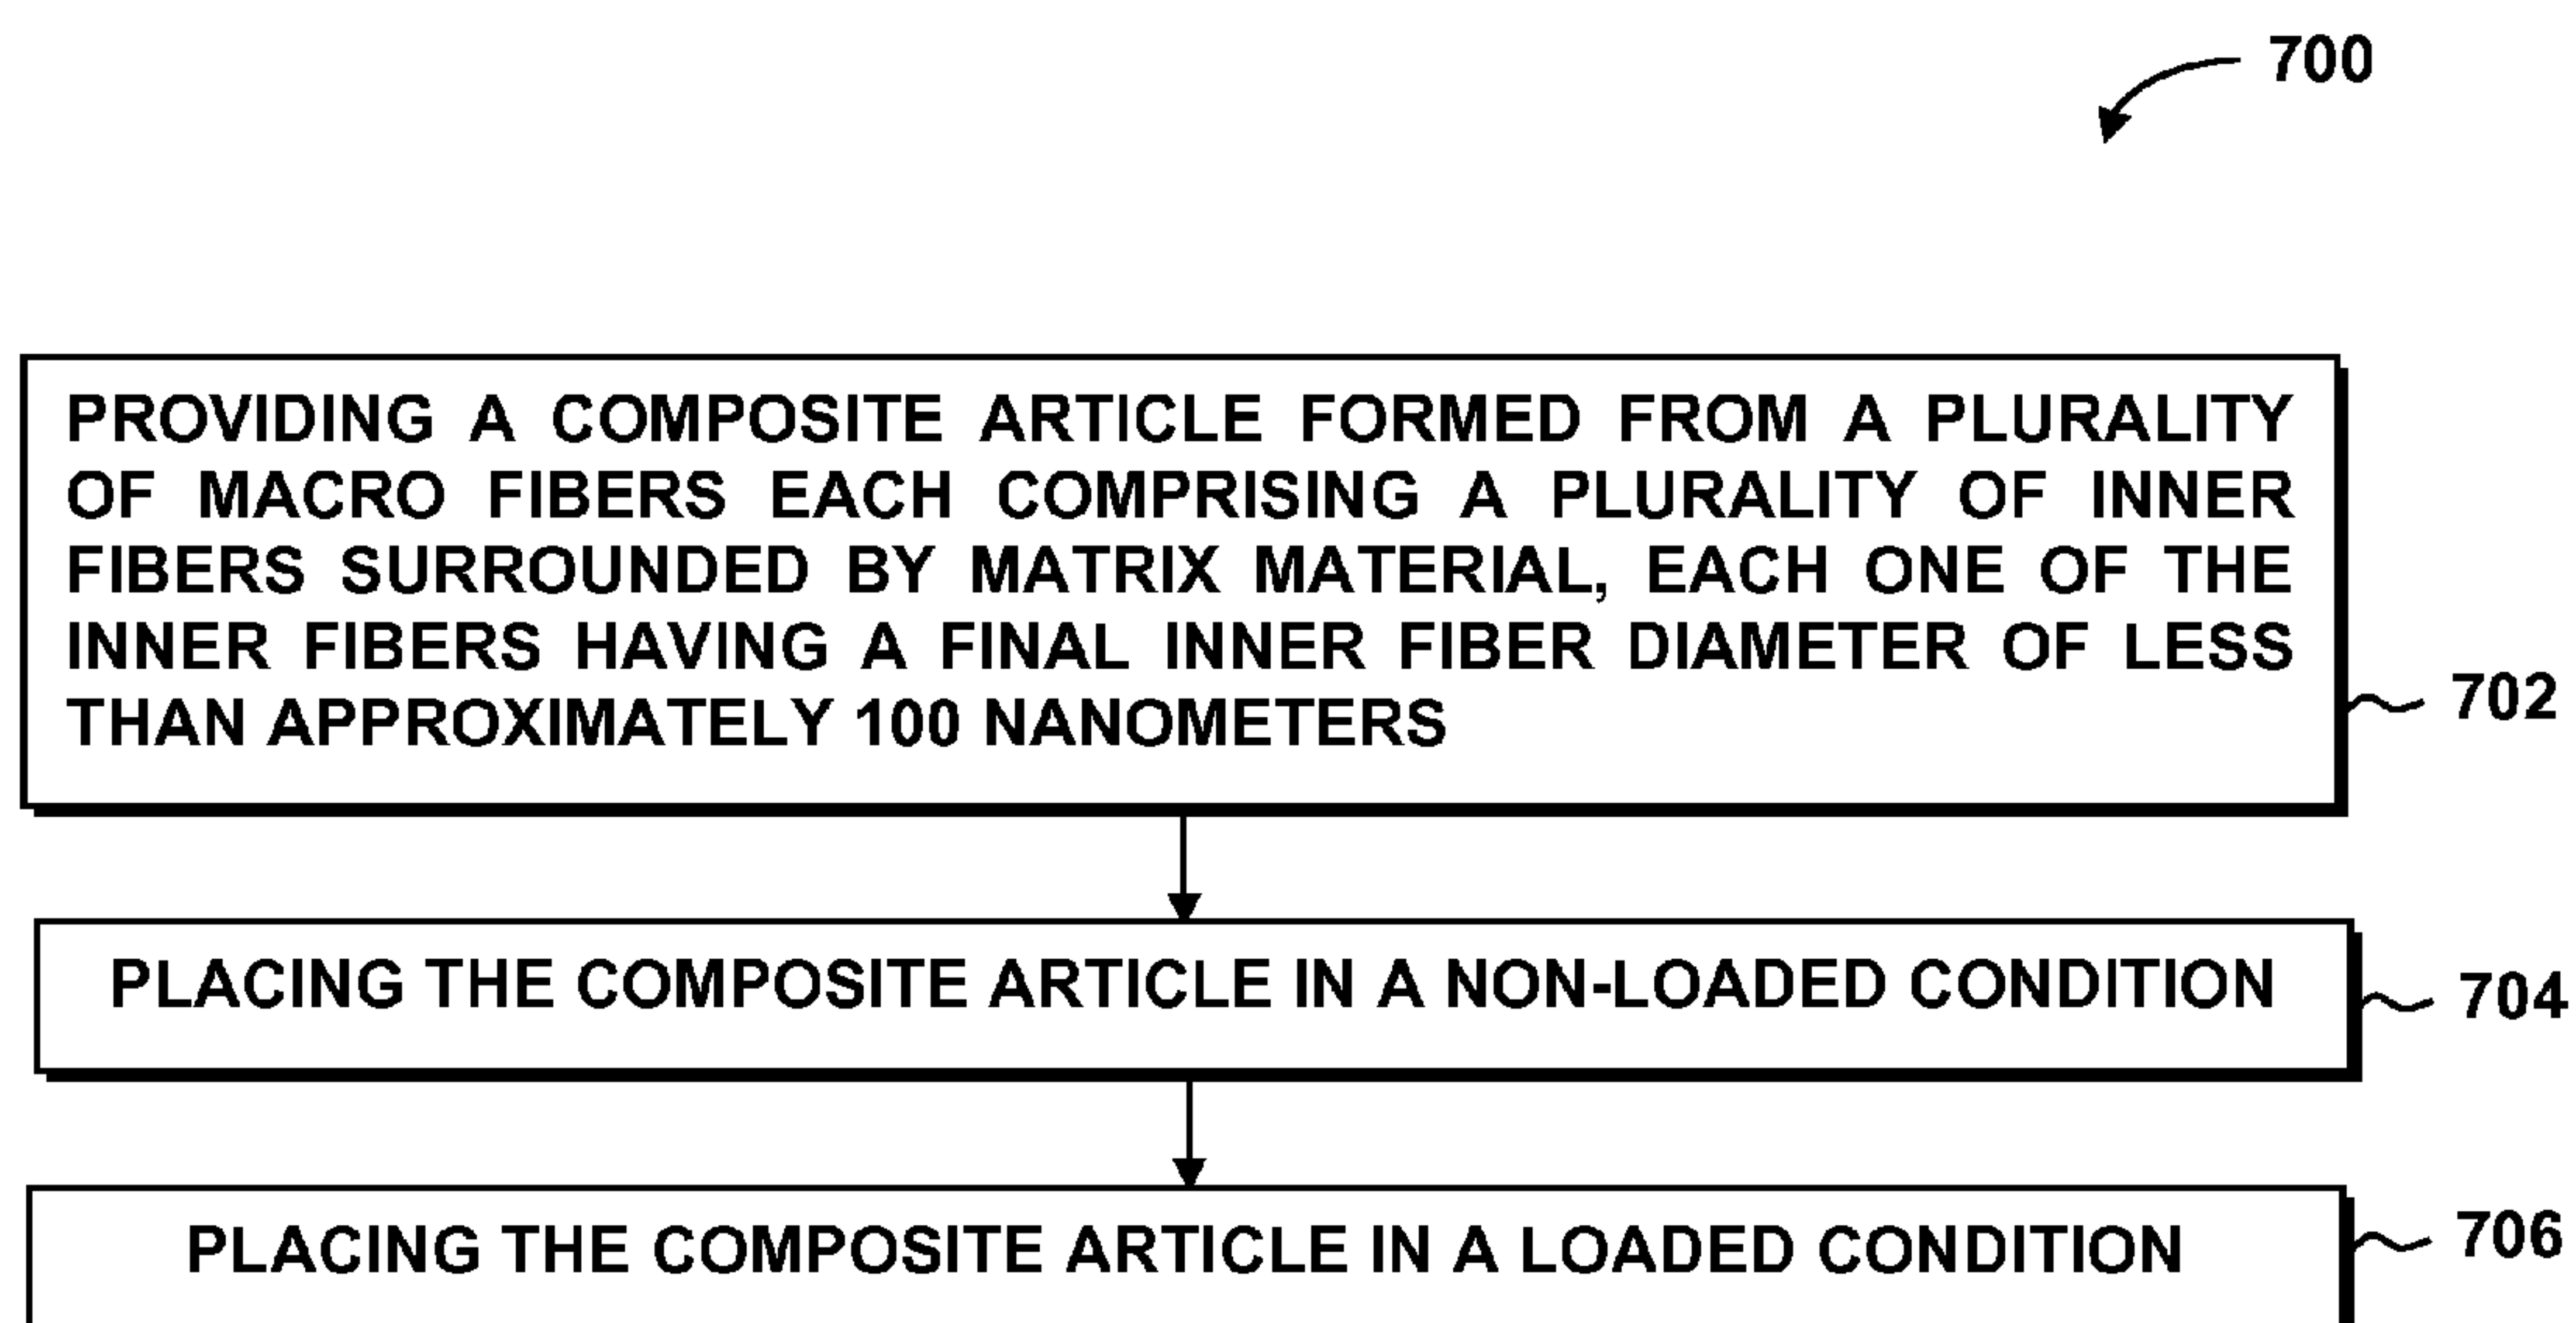 700
PROVIDING A COMPOSITE ARTICLE FORMED FROM A PLURALITY
OF MACRO FIBERS EACH COMPRISING A PLURALITY OF INNER
FIBERS SURROUNDED BY MATRIX MATERIAL, EACH ONE OF THE
INNER FIBERS HAVING A FINAL INNER FIBER DIAMETER OF LESS
THAN APPROXIMATELY 100 NANOMETERS
702
PLACING THE COMPOSITE ARTICLE IN A NON-LOADED CONDITION
704
PLACING THE COMPOSITE ARTICLE IN A LOADED CONDITION
706